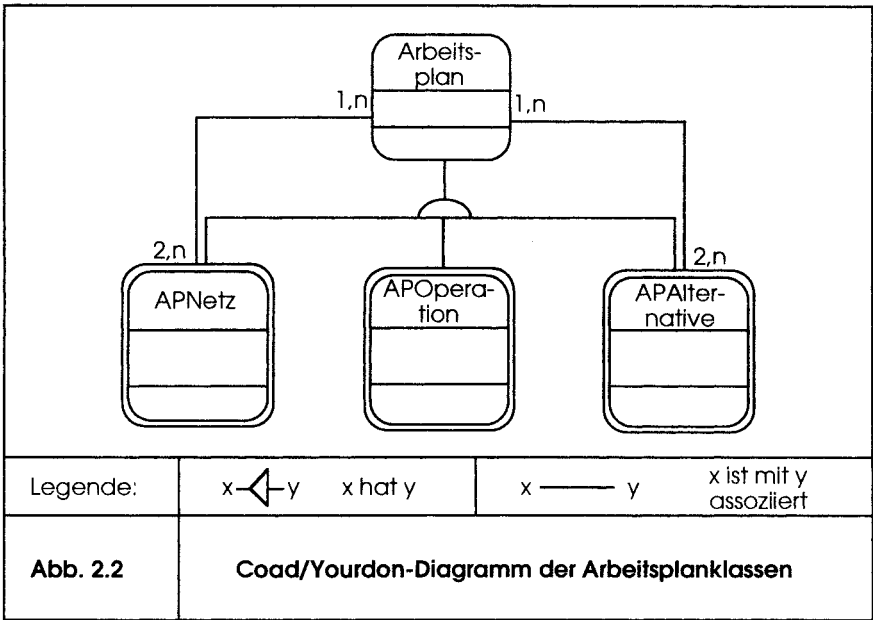 Arbeits-
plan
1,n
1,n
2,n
2,n
APNetz
APOpera-
tion
APAlter-
native
Legende:
x y x hat y
x y x ist mit y
assoziiert
Abb. 2.2
Coad/Yourdon-Diagramm der Arbeitsplanklassen